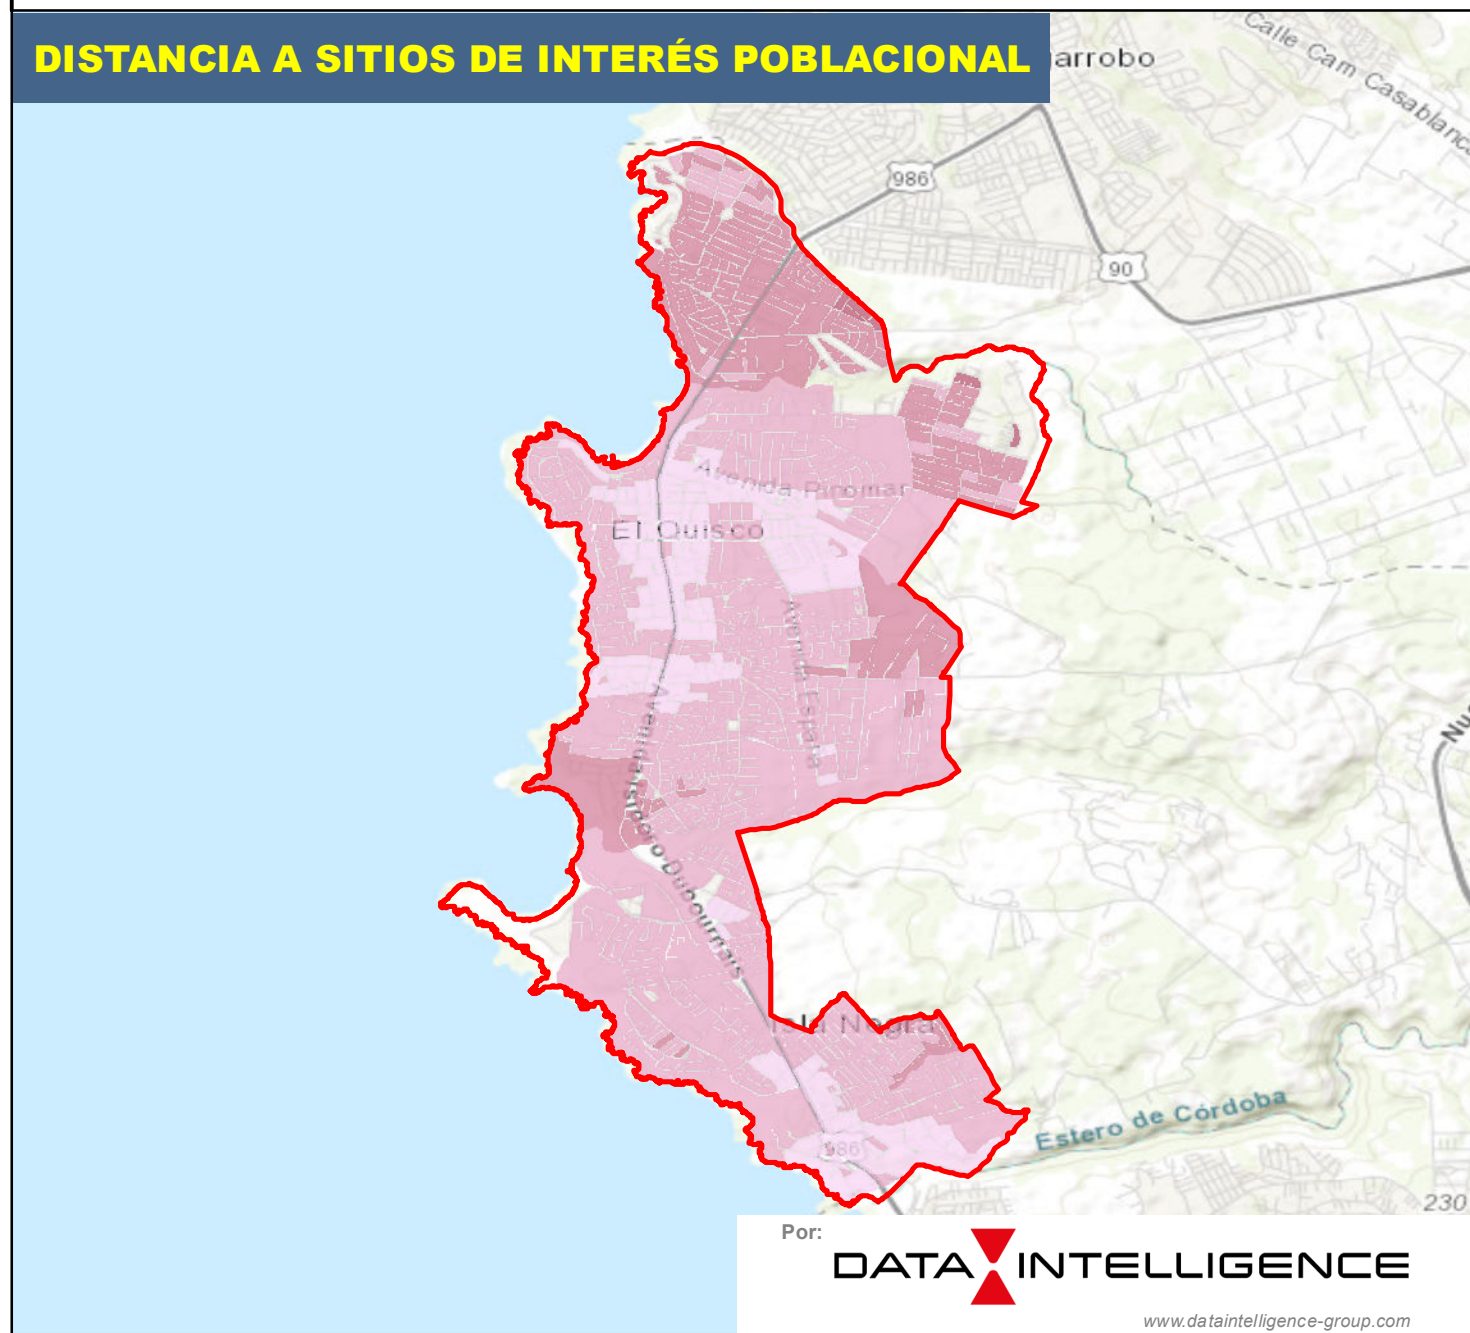 DISTANCIA A SITIOS DE INTERÉS POBLACIONAL
arrobo
Calle Cam Casablanca
986
90
Avenida Piromar
El Quisco
Avenida España
Avenida Isidoro Dubournais
Isla Negra
Estero de Córdoba
986
230
Por:
DATA INTELLIGENCE
www.dataintelligence-group.com